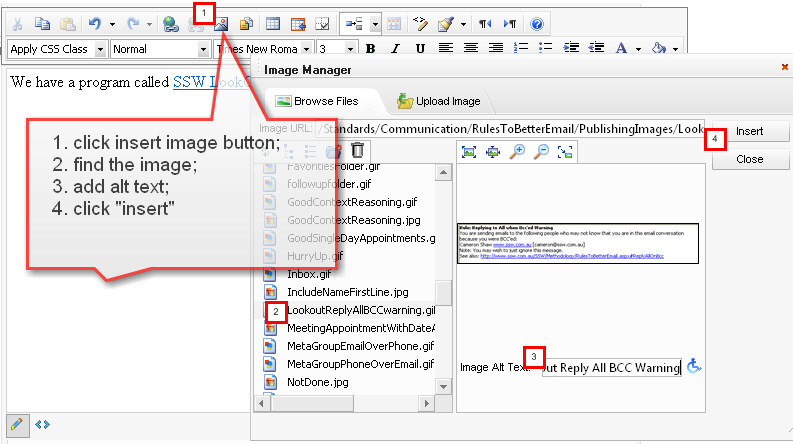 1
Apply CSS Class
Normal
Times New Roma
3
B I U
We have a program called SSW Look
1. click insert image button;
2. find the image;
3. add alt text;
4. click "insert"
Image Manager
Browse Files
Upload Image
Image URL: /Standards/Communication/RulesToBetterEmail/PublishingImages/Look
4
Insert
Close
FavoritesFolder.gif
followupfolder.gif
GoodContextReasoning.gif
GoodContextReasoning.jpg
GoodSingleDayAppointments.g
HurryUp.gif
Inbox.gif
IncludeNameFirstLine.jpg
2
LookoutReplyAllBCCwarning.gif
MeetingAppointmentWithDateA
MetaGroupEmailOverPhone.gif
MetaGroupPhoneOverEmail.gif
NotDone.jpg
Rule: Replying to All when Bcc'ed Warning
You are sending emails to the following people who may not know that you are in this email conversation
because you were BCC'ed:
Cameron Shaw www.ssw.com.au [cameron@ssw.com.au]
Note: You may wish to just ignore this message.
See also: http://www.ssw.com.au/SSW/Methodology/RulesToBetterEmail.aspx#ReplyAllOnBcc
3
Image Alt Text: out Reply All BCC Warning